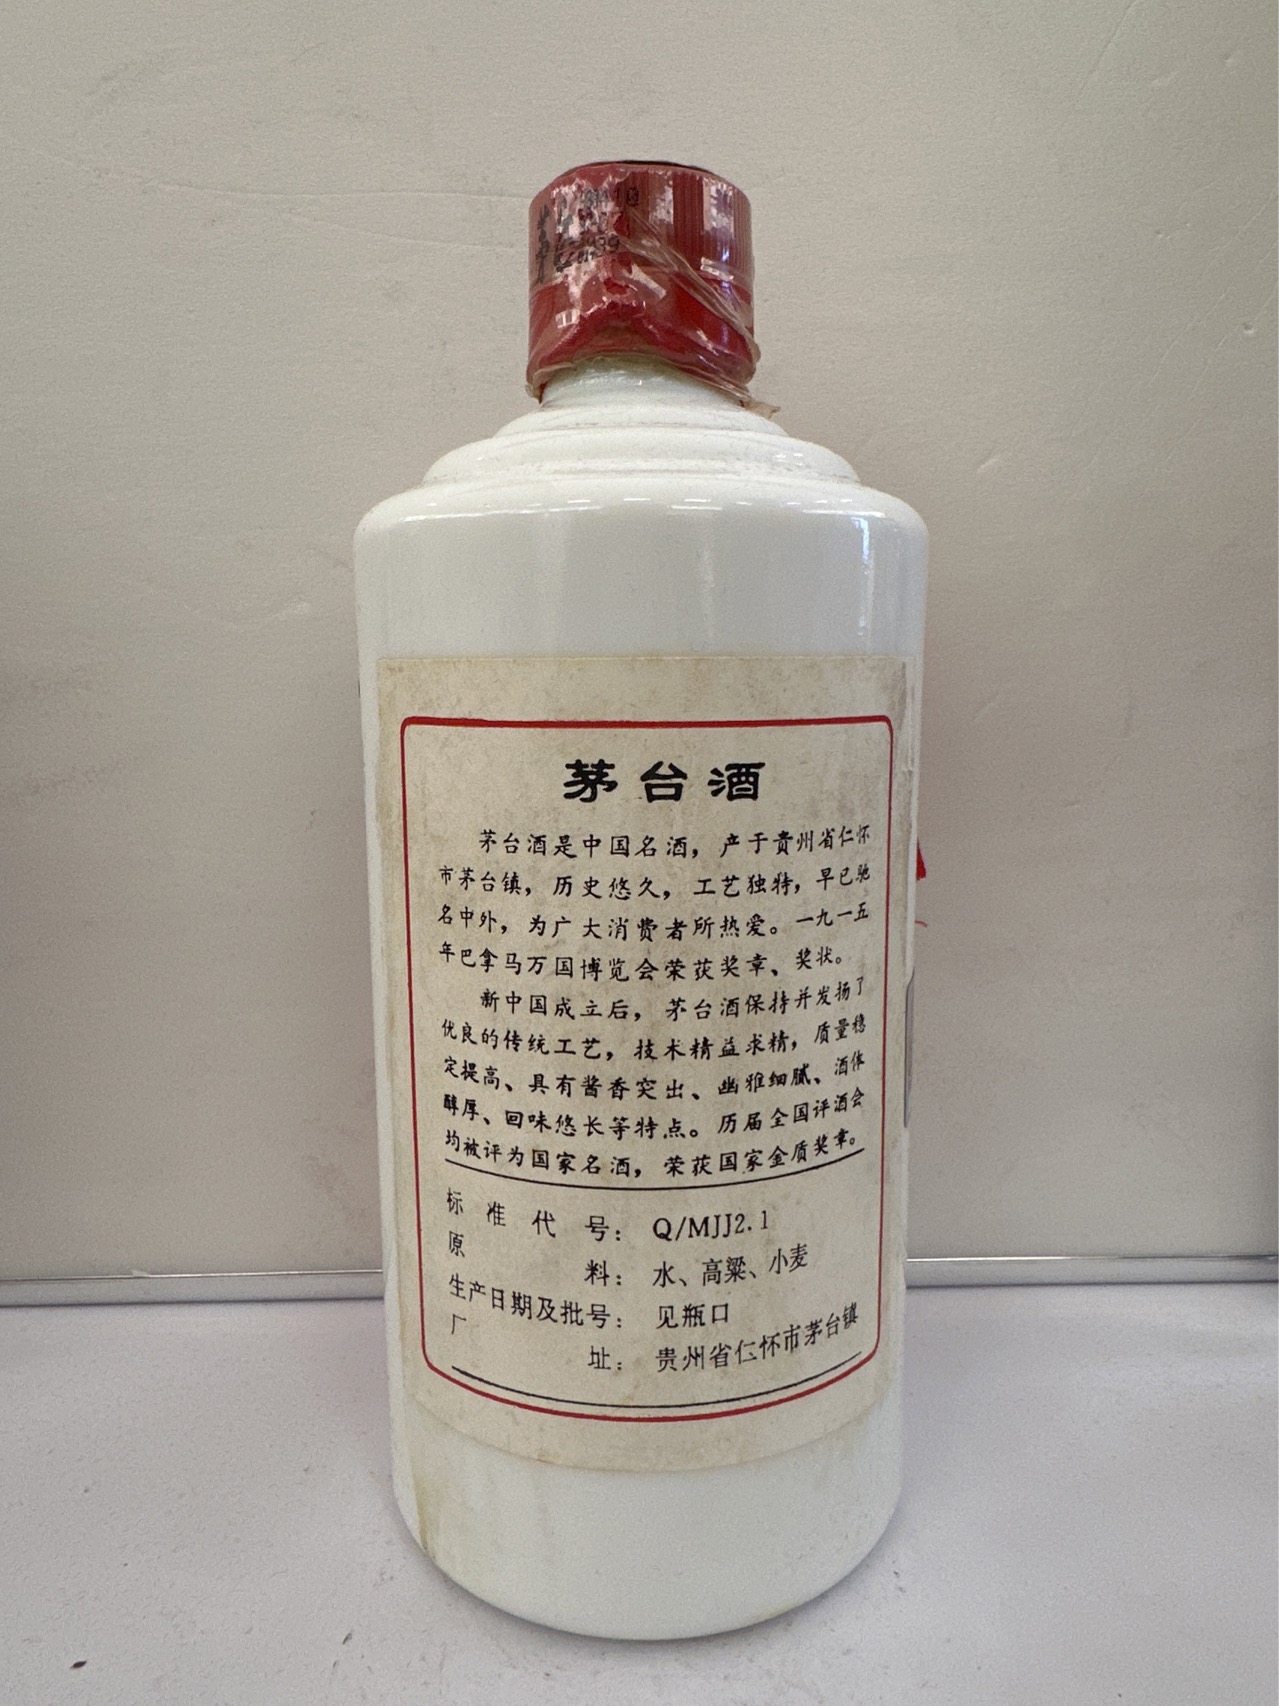 茅台酒
茅台酒是中国名酒，产于贵州省仁怀
市茅台镇，历史悠久，工艺独特，早已驰
名中外，为广大消费者所热爱。一九一五
年巴拿马万国博览会荣获奖章、奖状。
新中国成立后，茅台酒保持并发扬了
优良的传统工艺，技术精益求精，质量稳
定提高、具有酱香突出、幽雅细腻、酒体
醇厚、回味悠长等特点。历届全国评酒会
均被评为国家名酒，荣获国家金质奖章。
标准代号：Q/MJJ2.1
原料：水、高粱、小麦
生产日期及批号：见瓶口
厂址：贵州省仁怀市茅台镇